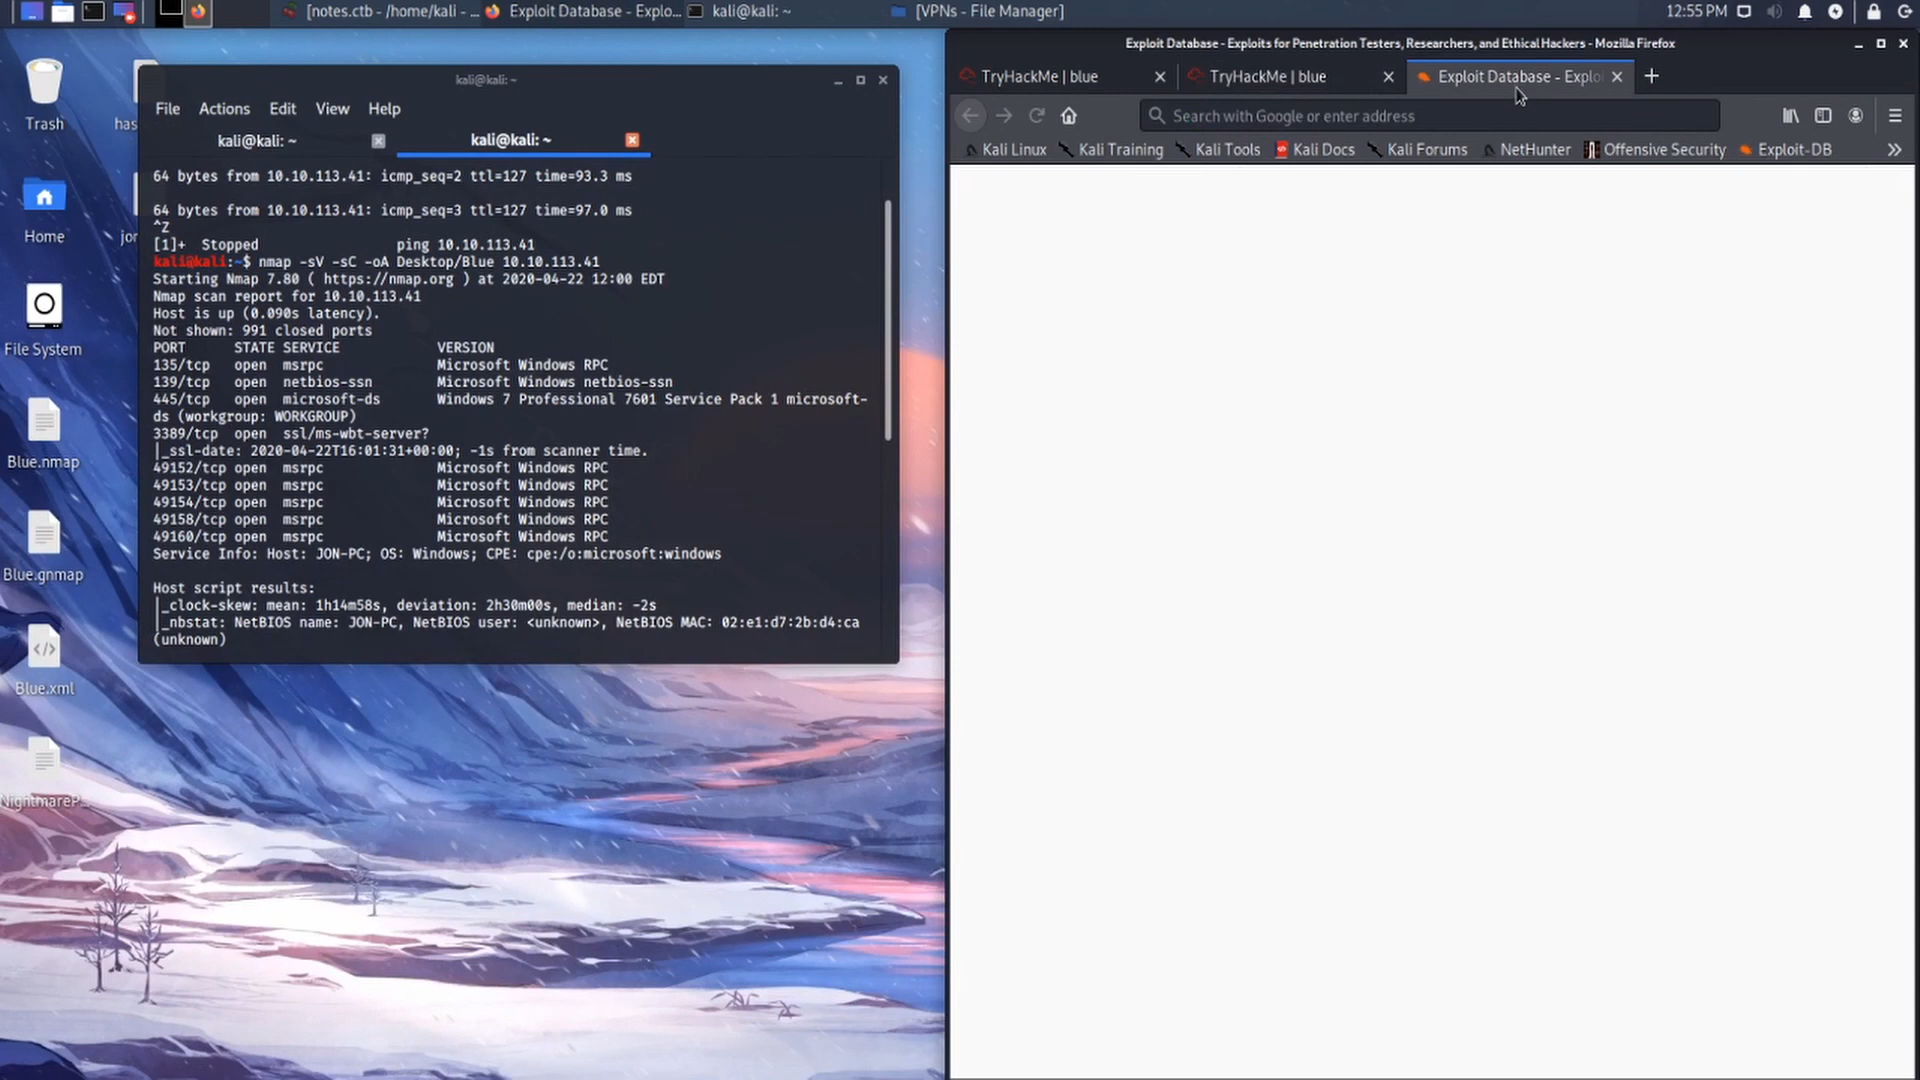 [notes.ctb - /home/kali - ...
Exploit Database - Explo...
kali@kali: ~
[VPNs - File Manager]
12:55 PM
Trash
has
Home
jor
File System
Blue.nmap
Blue.gnmap
Blue.xml
NightmareP...
kali@kali: ~
File Actions Edit View Help
kali@kali: ~
kali@kali: ~
64 bytes from 10.10.113.41: icmp_seq=2 ttl=127 time=93.3 ms
64 bytes from 10.10.113.41: icmp_seq=3 ttl=127 time=97.0 ms
^Z
[1]+  Stopped                 ping 10.10.113.41
kali@kali:~$ nmap -sV -sC -oA Desktop/Blue 10.10.113.41
Starting Nmap 7.80 ( https://nmap.org ) at 2020-04-22 12:00 EDT
Nmap scan report for 10.10.113.41
Host is up (0.090s latency).
Not shown: 991 closed ports
PORT      STATE SERVICE            VERSION
135/tcp   open  msrpc              Microsoft Windows RPC
139/tcp   open  netbios-ssn        Microsoft Windows netbios-ssn
445/tcp   open  microsoft-ds       Windows 7 Professional 7601 Service Pack 1 microsoft-
ds (workgroup: WORKGROUP)
3389/tcp  open  ssl/ms-wbt-server?
|_ssl-date: 2020-04-22T16:01:31+00:00; -1s from scanner time.
49152/tcp open  msrpc              Microsoft Windows RPC
49153/tcp open  msrpc              Microsoft Windows RPC
49154/tcp open  msrpc              Microsoft Windows RPC
49158/tcp open  msrpc              Microsoft Windows RPC
49160/tcp open  msrpc              Microsoft Windows RPC
Service Info: Host: JON-PC; OS: Windows; CPE: cpe:/o:microsoft:windows
Host script results:
|_clock-skew: mean: 1h14m58s, deviation: 2h30m00s, median: -2s
|_nbstat: NetBIOS name: JON-PC, NetBIOS user: <unknown>, NetBIOS MAC: 02:e1:d7:2b:d4:ca
(unknown)
Exploit Database - Exploits for Penetration Testers, Researchers, and Ethical Hackers - Mozilla Firefox
TryHackMe | blue
TryHackMe | blue
Exploit Database - Explo
Search with Google or enter address
Kali Linux
Kali Training
Kali Tools
Kali Docs
Kali Forums
NetHunter
Offensive Security
Exploit-DB